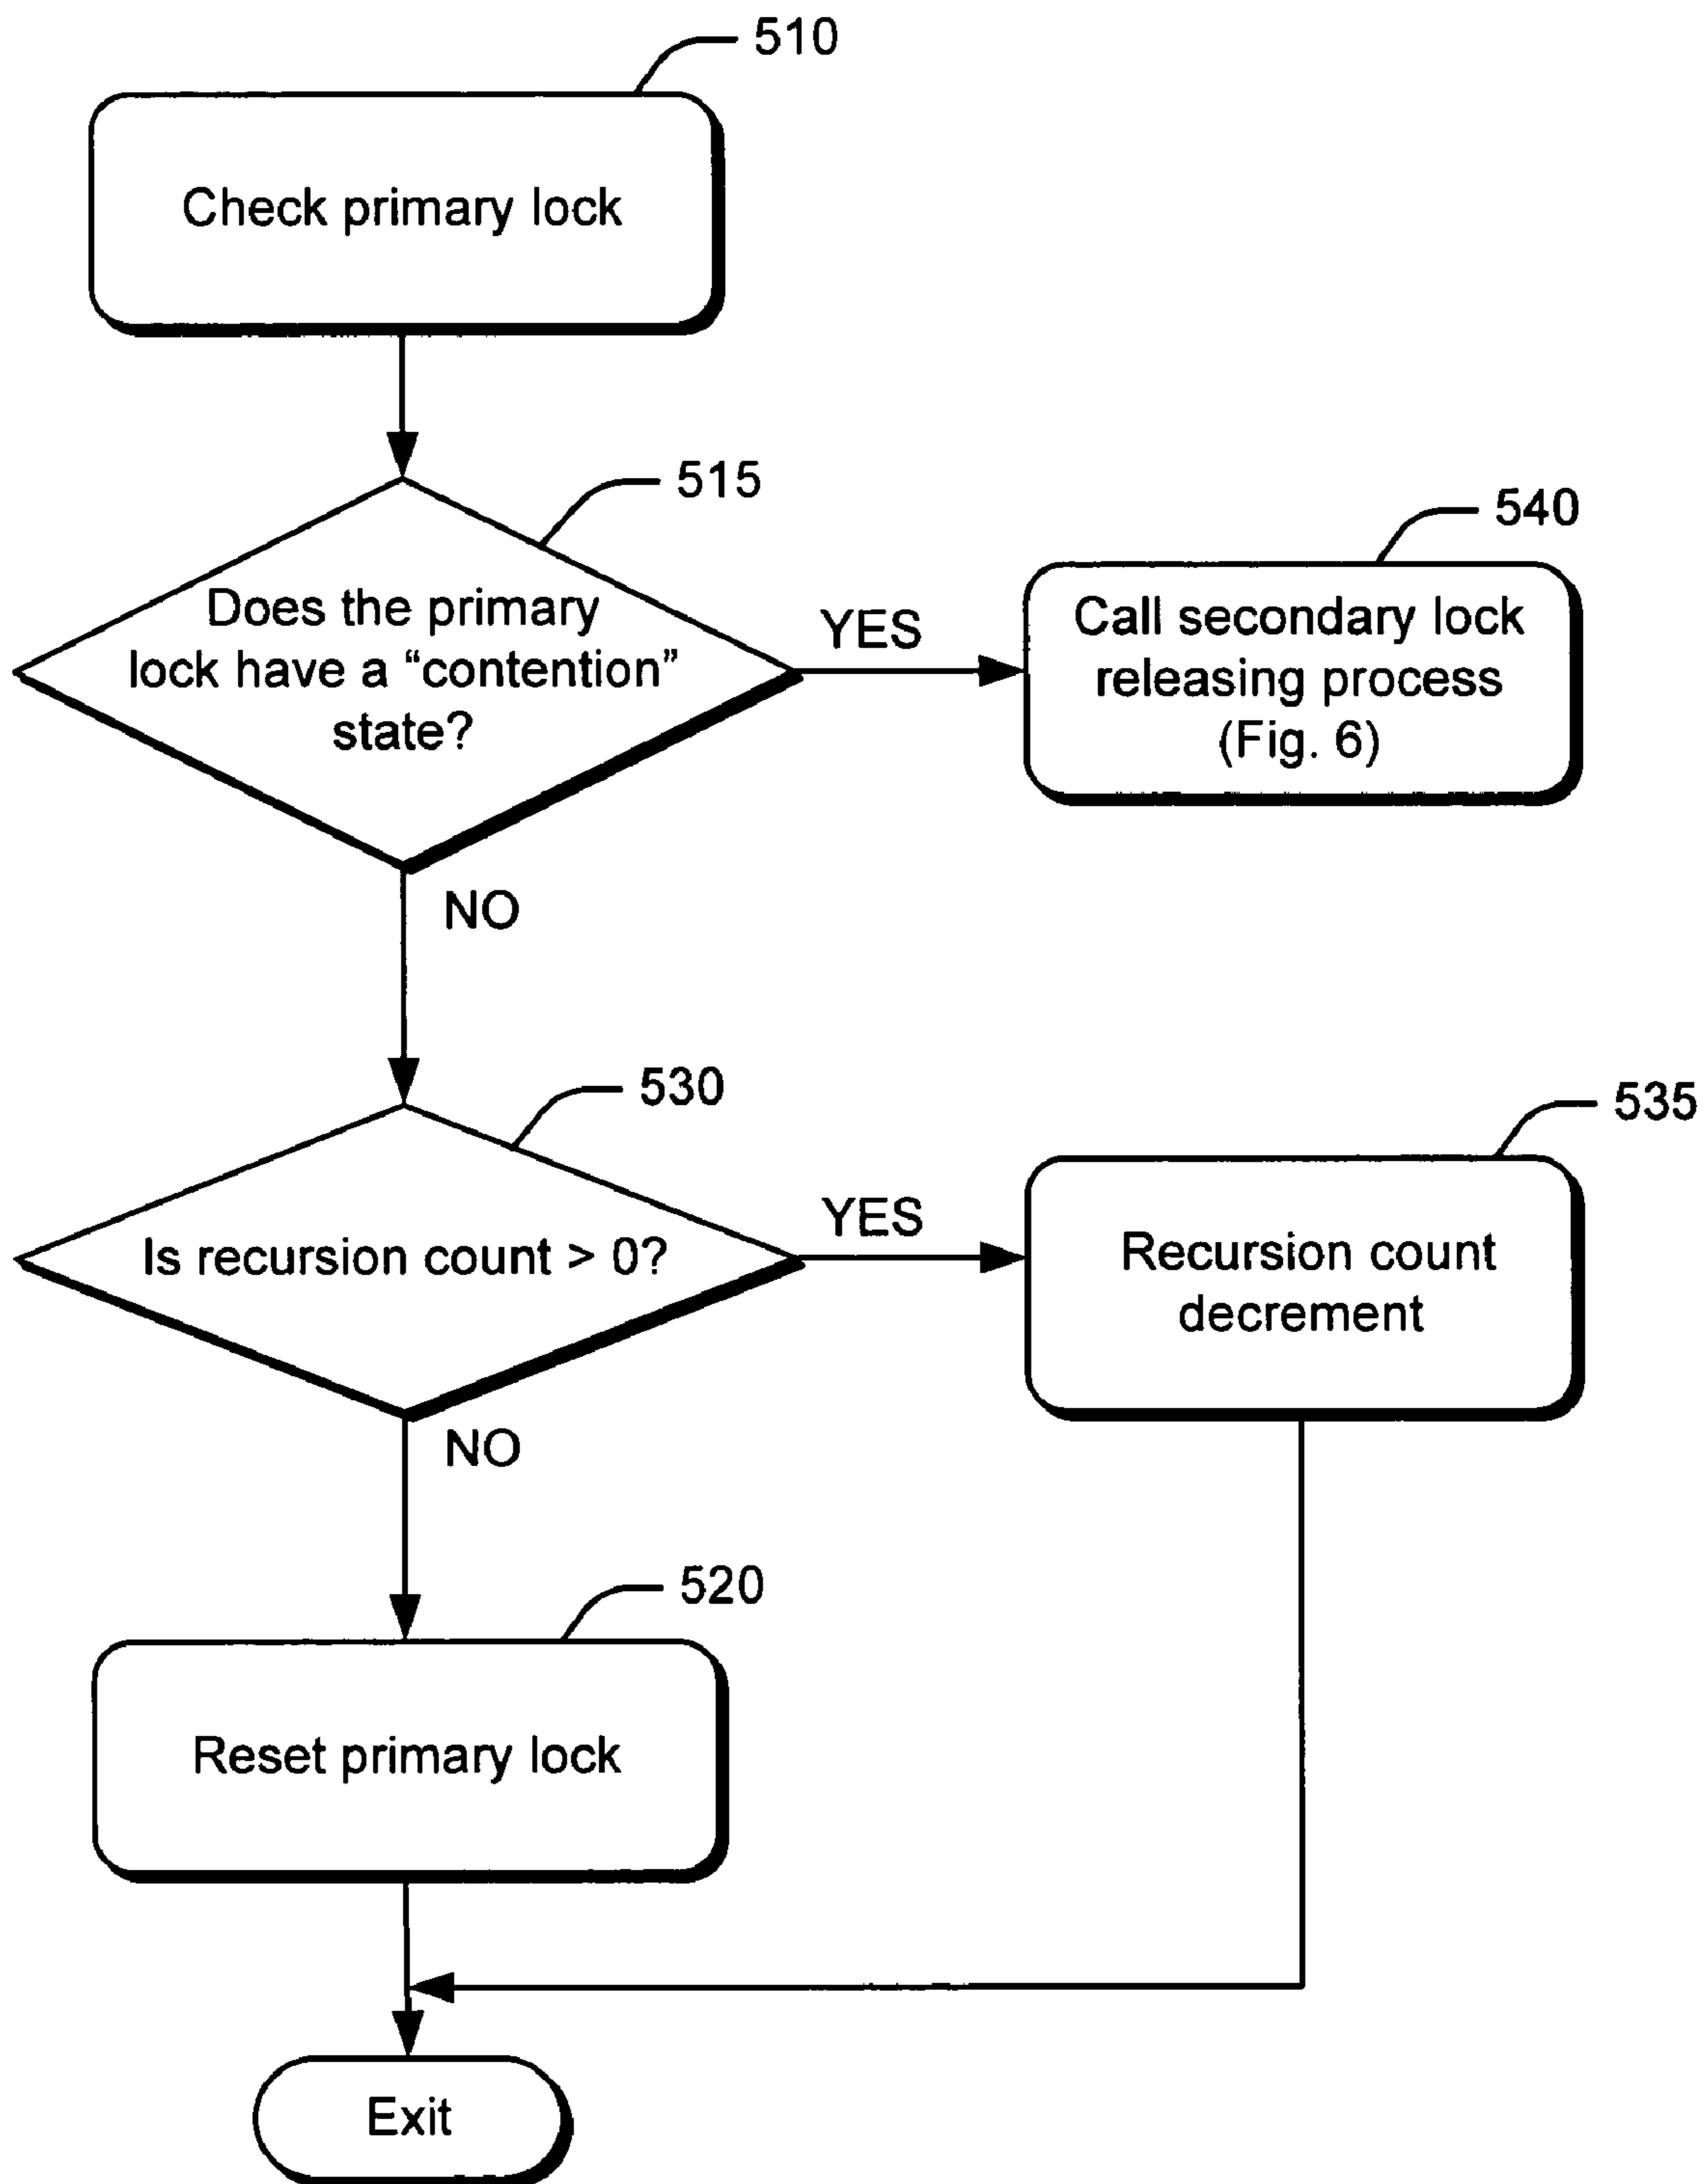 510
Check primary lock
515
Does the primary
lock have a “contention”
state?
YES
540
Call secondary lock
releasing process
(Fig. 6)
NO
530
Is recursion count > 0?
YES
535
Recursion count
decrement
NO
520
Reset primary lock
Exit